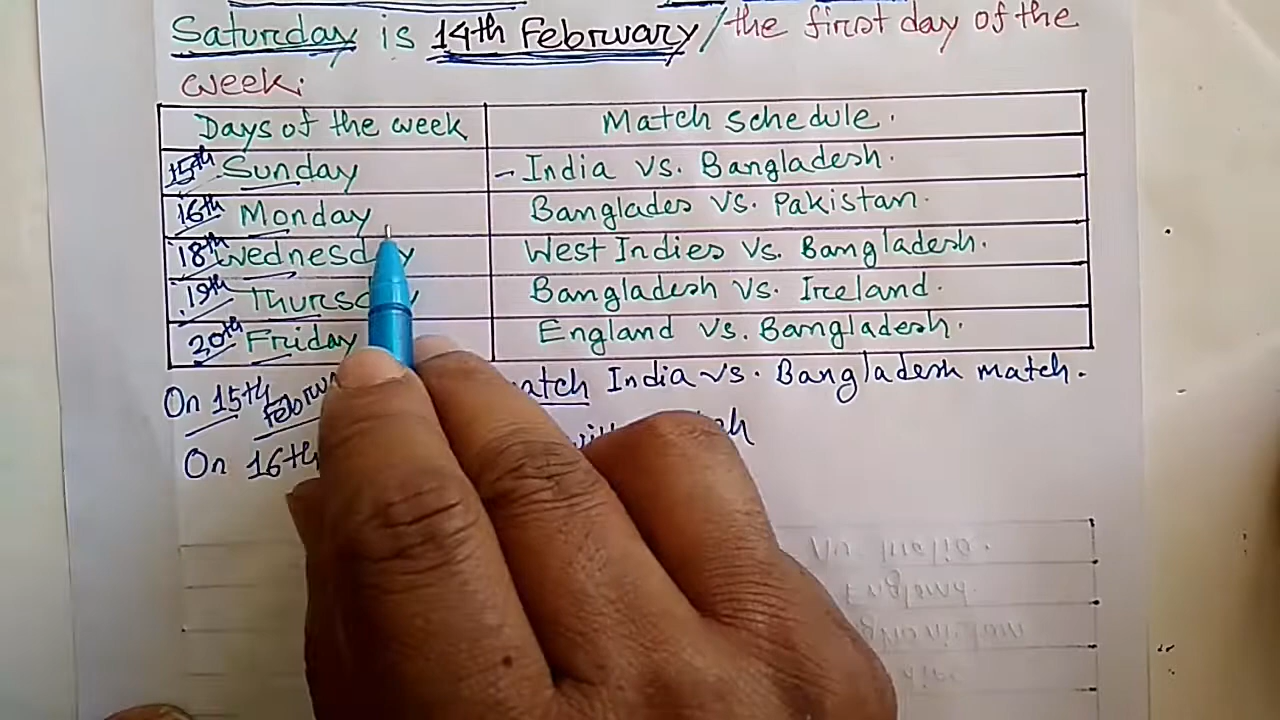 Saturday is 14th February/the first day of the
week.
Days of the week Match schedule.
15th Sunday - India vs. Bangladesh.
16th Monday Banglades vs. Pakistan.
18th Wednesday West Indies vs. Bangladesh.
19th Thursday Bangladesh vs. Ireland.
20th Friday England vs. Bangladesh.
On 15th India vs. Bangladesh match.
On 16th